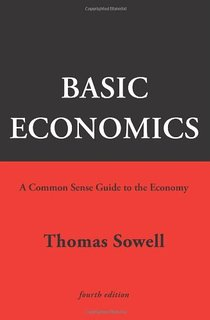 BASIC
ECONOMICS
A Common Sense Guide to the Economy
Thomas Sowell
fourth edition